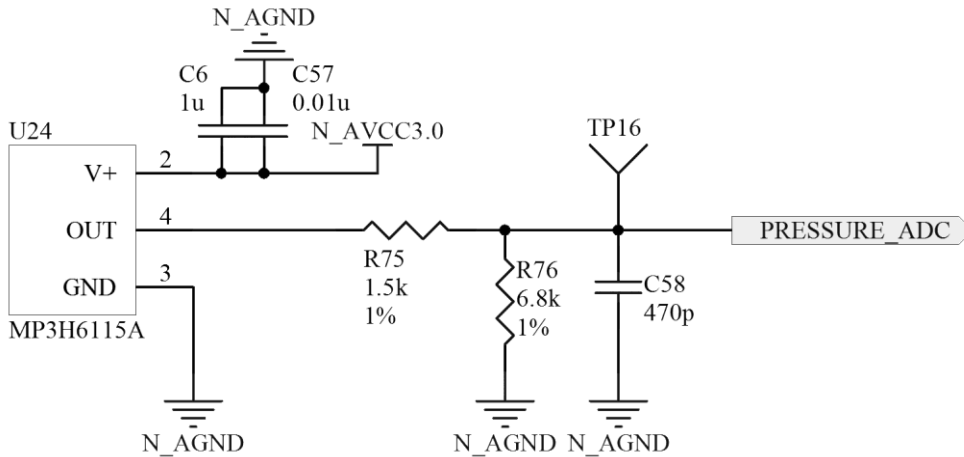 N_AGND
C6
1u
C57
0.01u
N_AVCC3.0
TP16
U24
V+
2
OUT
4
GND
3
MP3H6115A
R75
1.5k
1%
R76
6.8k
1%
C58
470p
PRESSURE_ADC
N_AGND
N_AGND
N_AGND